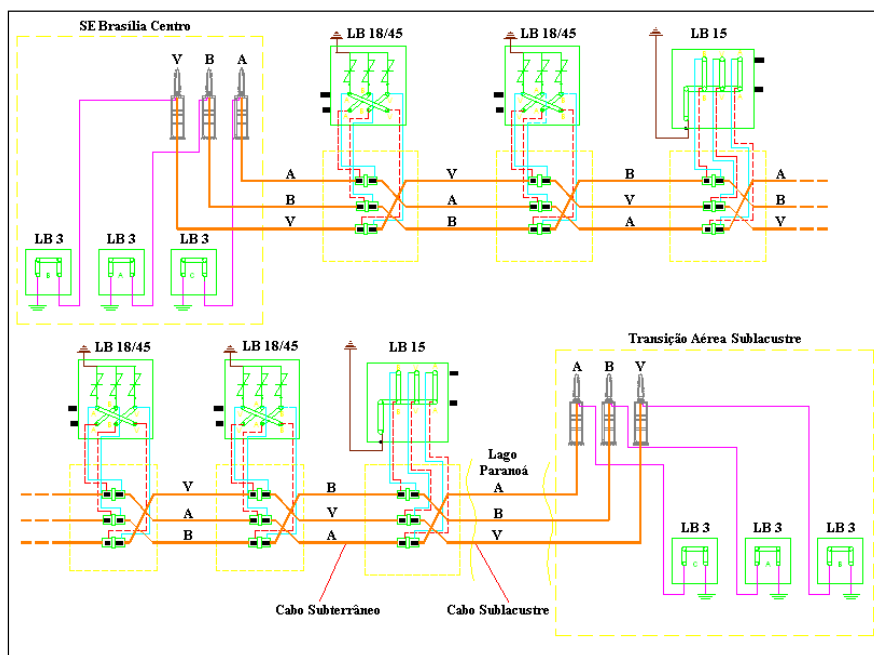 SE Brasília Centro
LB 18/45
LB 18/45
LB 15
V B A
A V B A
B A V B
V B A V
LB 3 LB 3 LB 3
B A C
LB 18/45
LB 18/45
LB 15
Transição Aérea Sublacustre
A B V
Lago
Paranoá
V B A
A V B
B A V
LB 3 LB 3 LB 3
C A B
Cabo Subterrâneo
Cabo Sublacustre